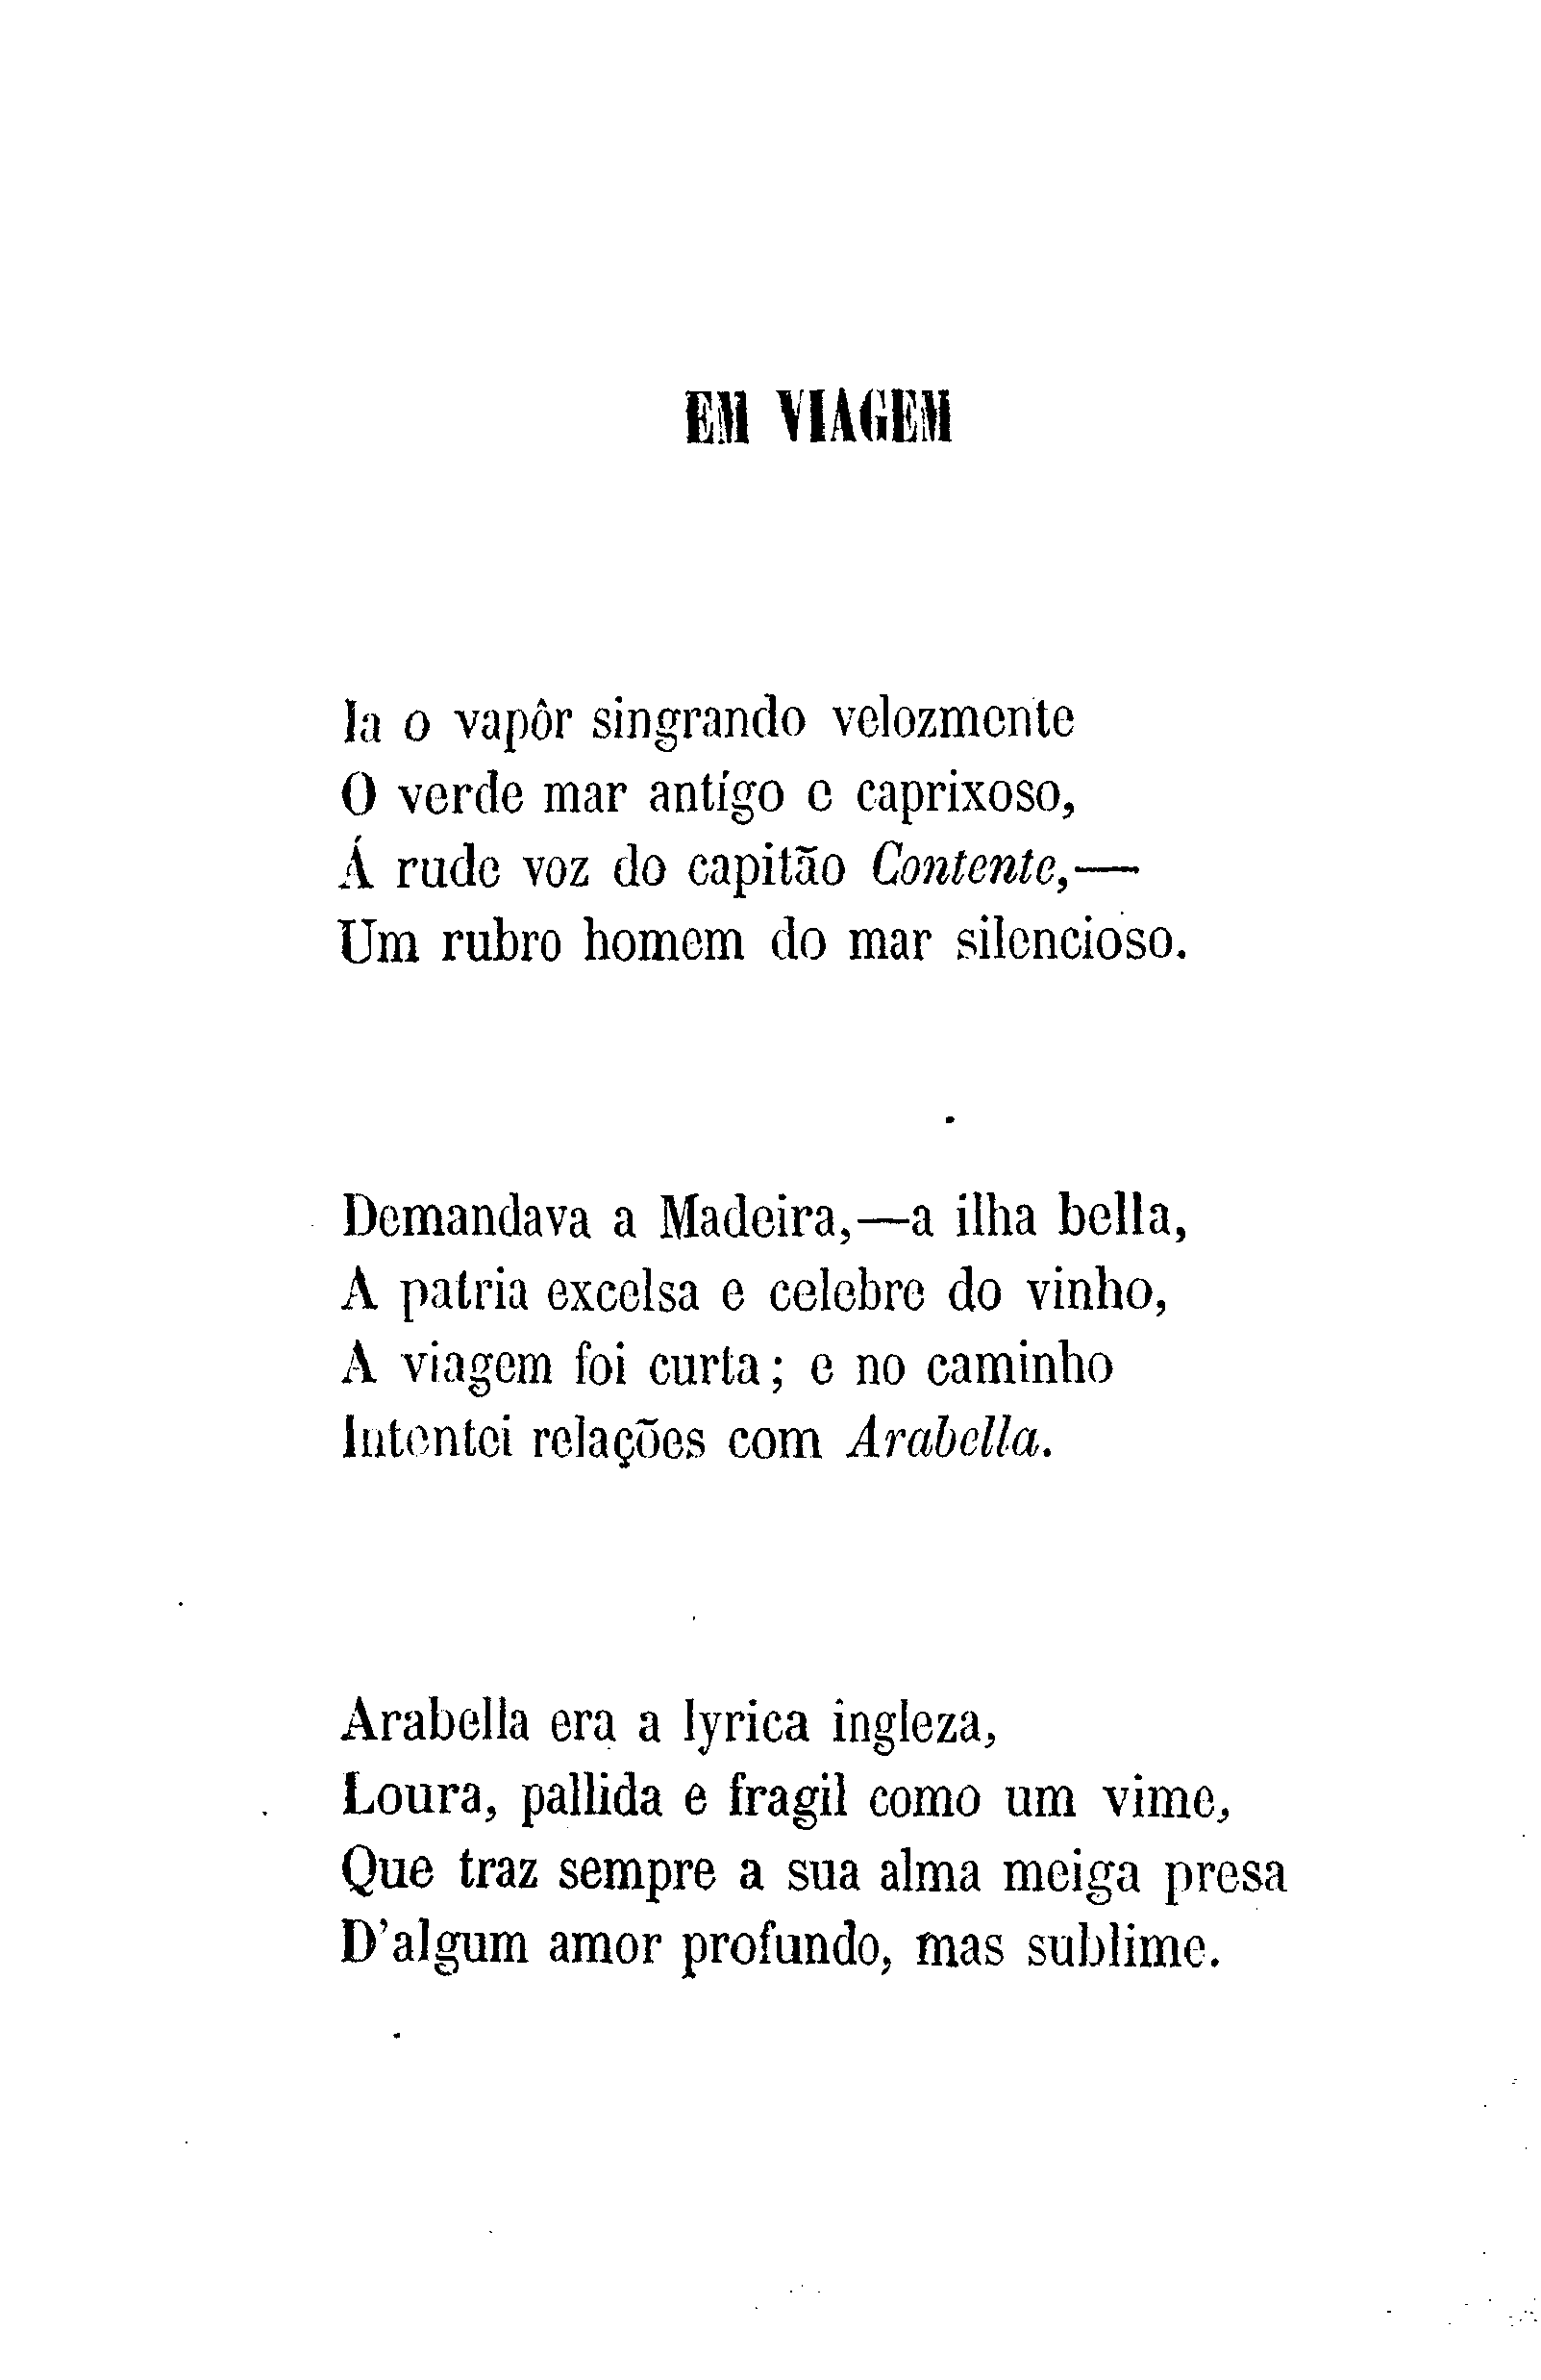 EM VIAGEM
Ia o vapôr singrando velozmente
O verde mar antigo e caprixoso,
Á rude voz do capitão Contente,—
Um rubro homem do mar silencioso.
Demandava a Madeira,—a ilha bella,
A patria excelsa e celebre do vinho,
A viagem foi curta; e no caminho
Intentei relações com Arabella.
Arabella era a lyrica ingleza,
Loura, pallida e fragil como um vime,
Que traz sempre a sua alma meiga presa
D'algum amor profundo, mas sublime.